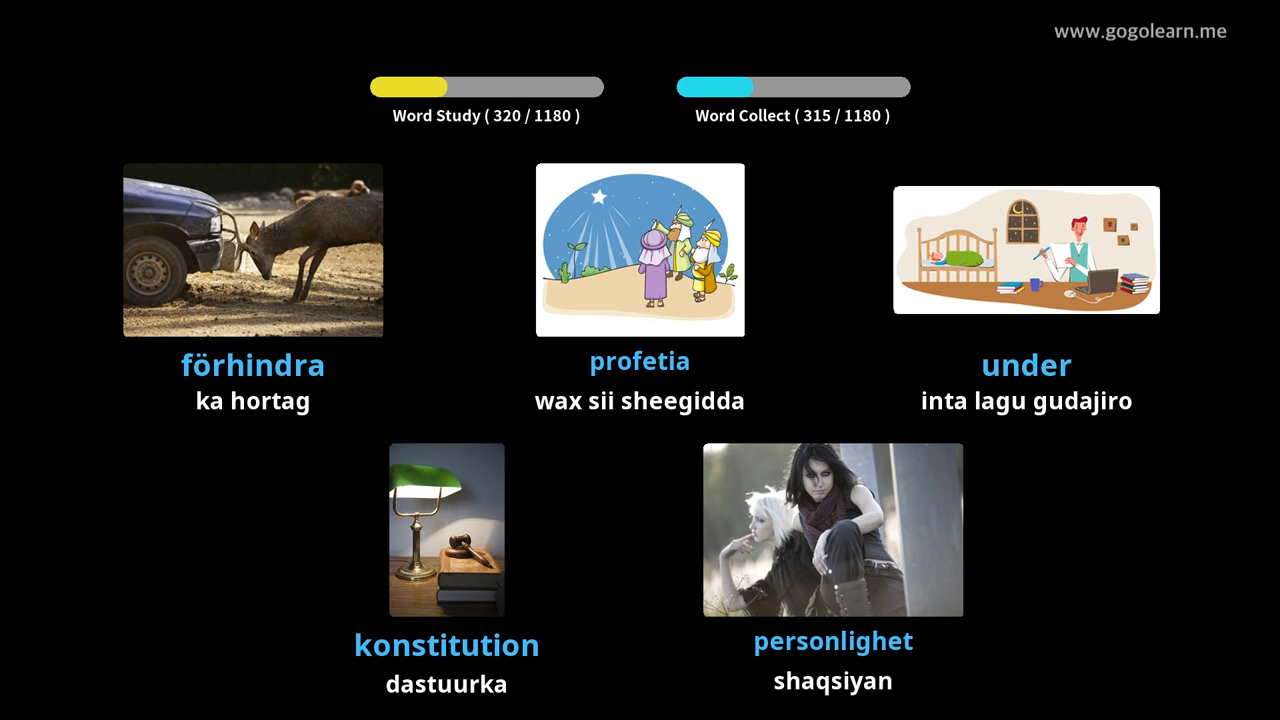 www.gogolearn.me
Word Study ( 320 / 1180 )
Word Collect ( 315 / 1180 )
förhindra
ka hortag
profetia
wax sii sheegidda
under
inta lagu gudajiro
konstitution
dastuurka
personlighet
shaqsiyan